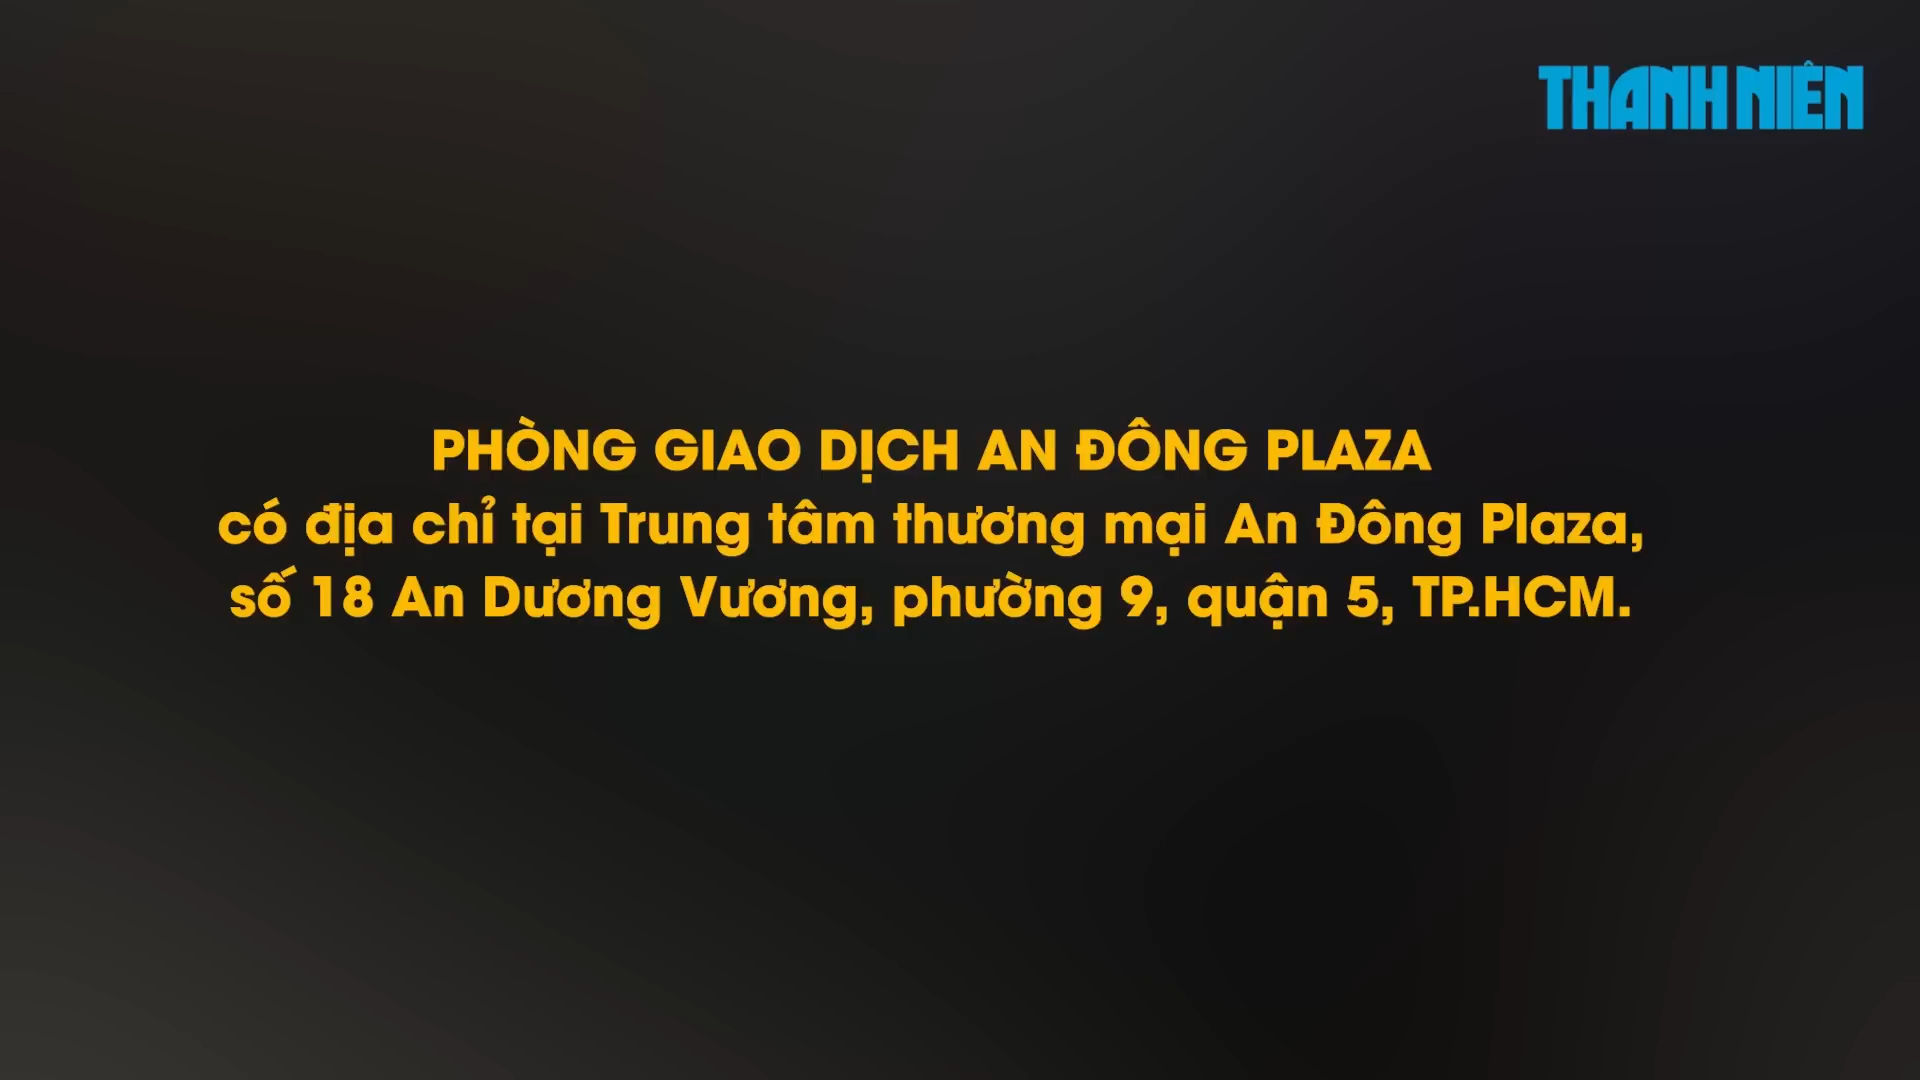 THANH NIÊN
PHÒNG GIAO DỊCH AN ĐÔNG PLAZA
có địa chỉ tại Trung tâm thương mại An Đông Plaza,
số 18 An Dương Vương, phường 9, quận 5, TP.HCM.